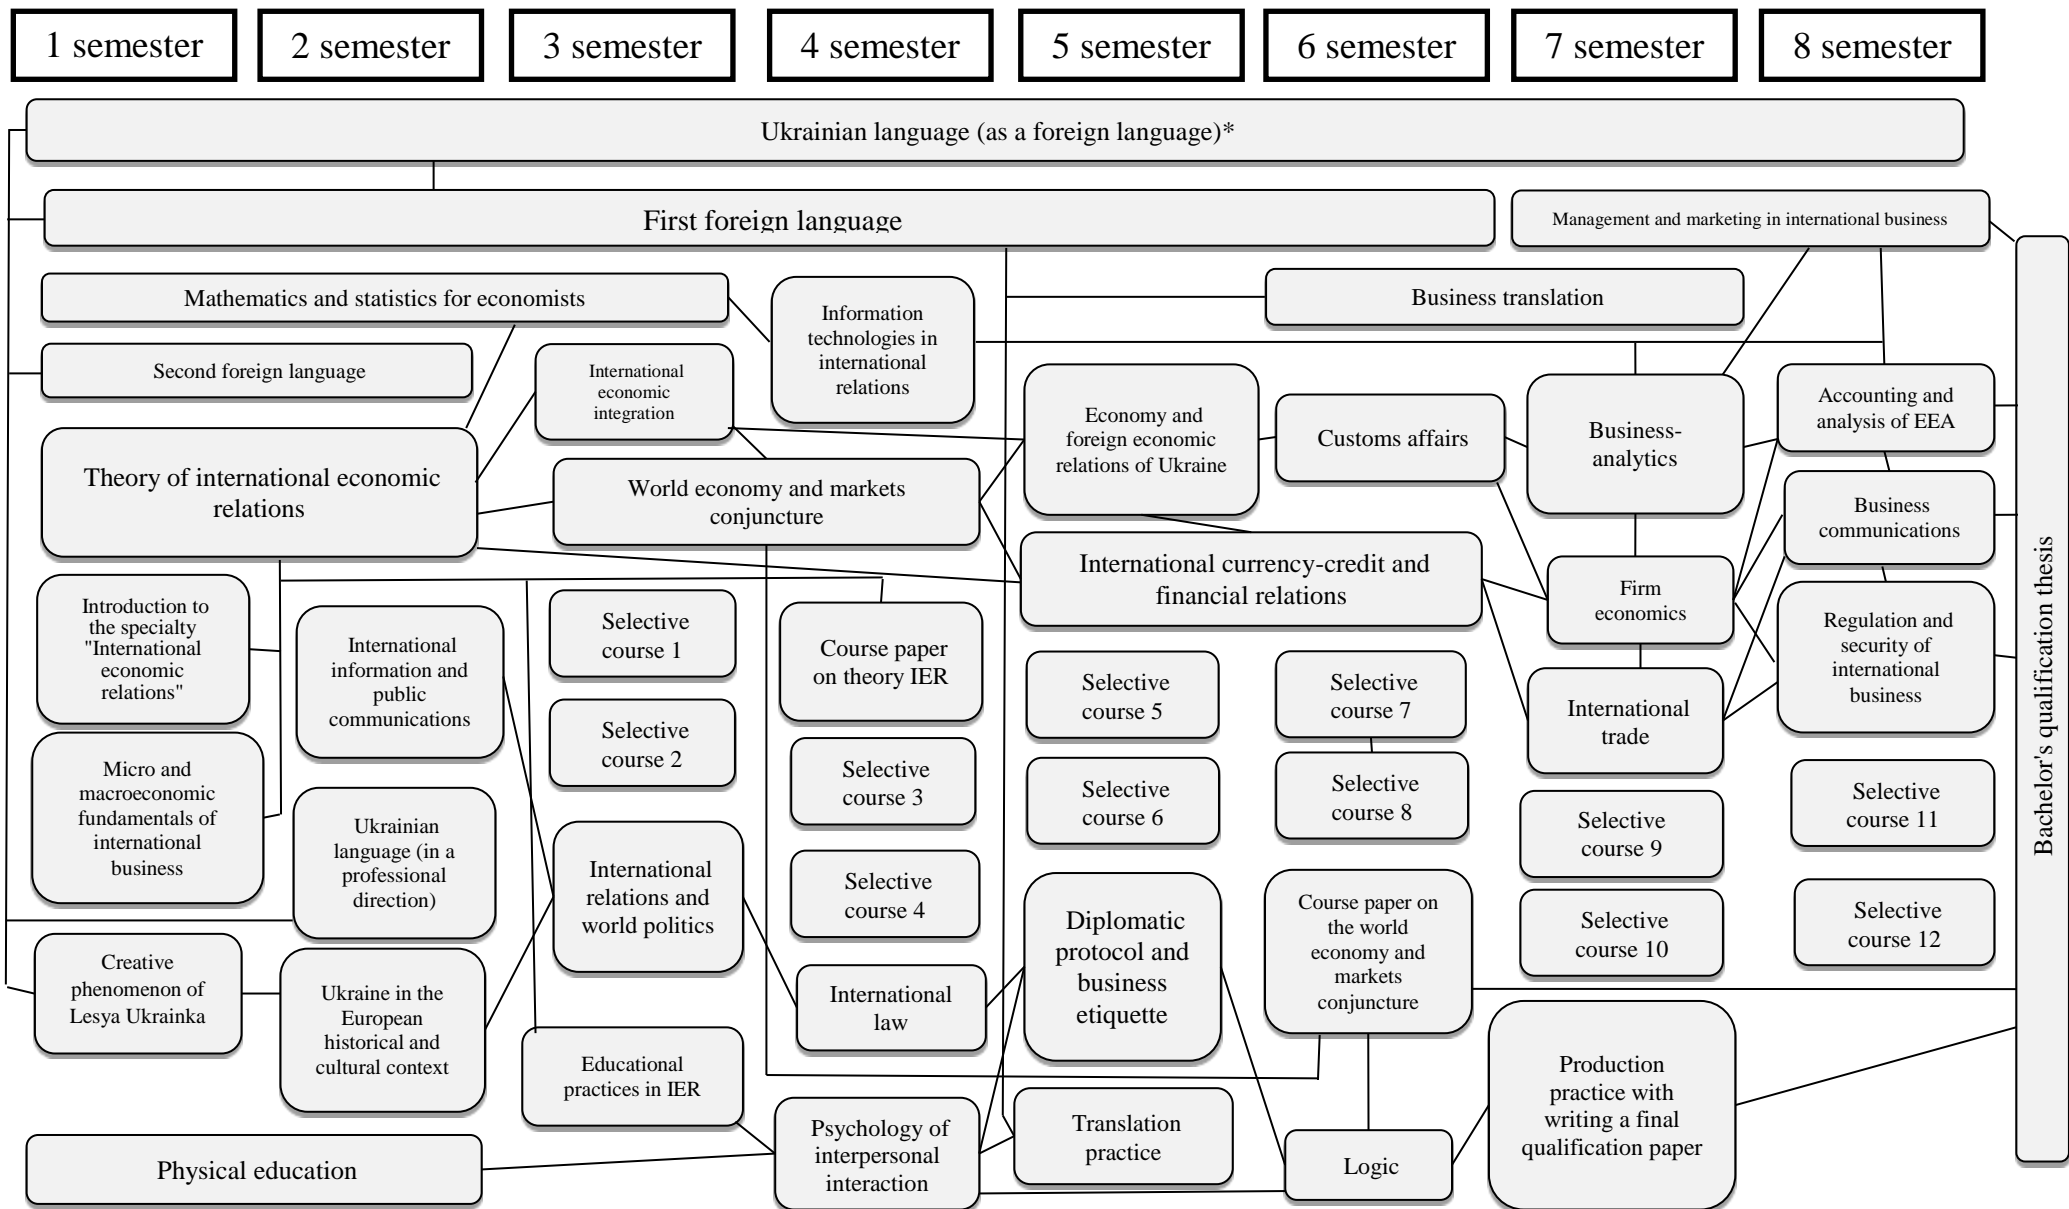 1 semester
2 semester
3 semester
4 semester
5 semester
6 semester
7 semester
8 semester
Ukrainian language (as a foreign language)*
First foreign language
Management and marketing in international business
Mathematics and statistics for economists
Information
technologies in
international
relations
Business translation
Second foreign language
International
economic
integration
Economy and
foreign economic
relations of Ukraine
Customs affairs
Business-
analytics
Accounting and
analysis of EEA
Theory of international economic
relations
World economy and markets
conjuncture
Business
communications
International currency-credit and
financial relations
Firm
economics
Introduction to
the specialty
"International
economic
relations"
International
information and
public
communications
Selective
course 1
Course paper
on theory IER
Selective
course 5
Selective
course 7
International
trade
Regulation and
security of
international
business
Selective
course 2
Micro and
macroeconomic
fundamentals of
international
business
Selective
course 3
Selective
course 6
Selective
course 8
Selective
course 9
Selective
course 11
Ukrainian
language (in a
professional
direction)
International
relations and
world politics
Selective
course 4
Diplomatic
protocol and
business
etiquette
Course paper on
the world
economy and
markets
conjuncture
Selective
course 10
Selective
course 12
Creative
phenomenon of
Lesya Ukrainka
Ukraine in the
European
historical and
cultural context
International
law
Educational
practices in IER
Production
practice with
writing a final
qualification paper
Physical education
Psychology of
interpersonal
interaction
Translation
practice
Logic
Bachelor's qulification thesis